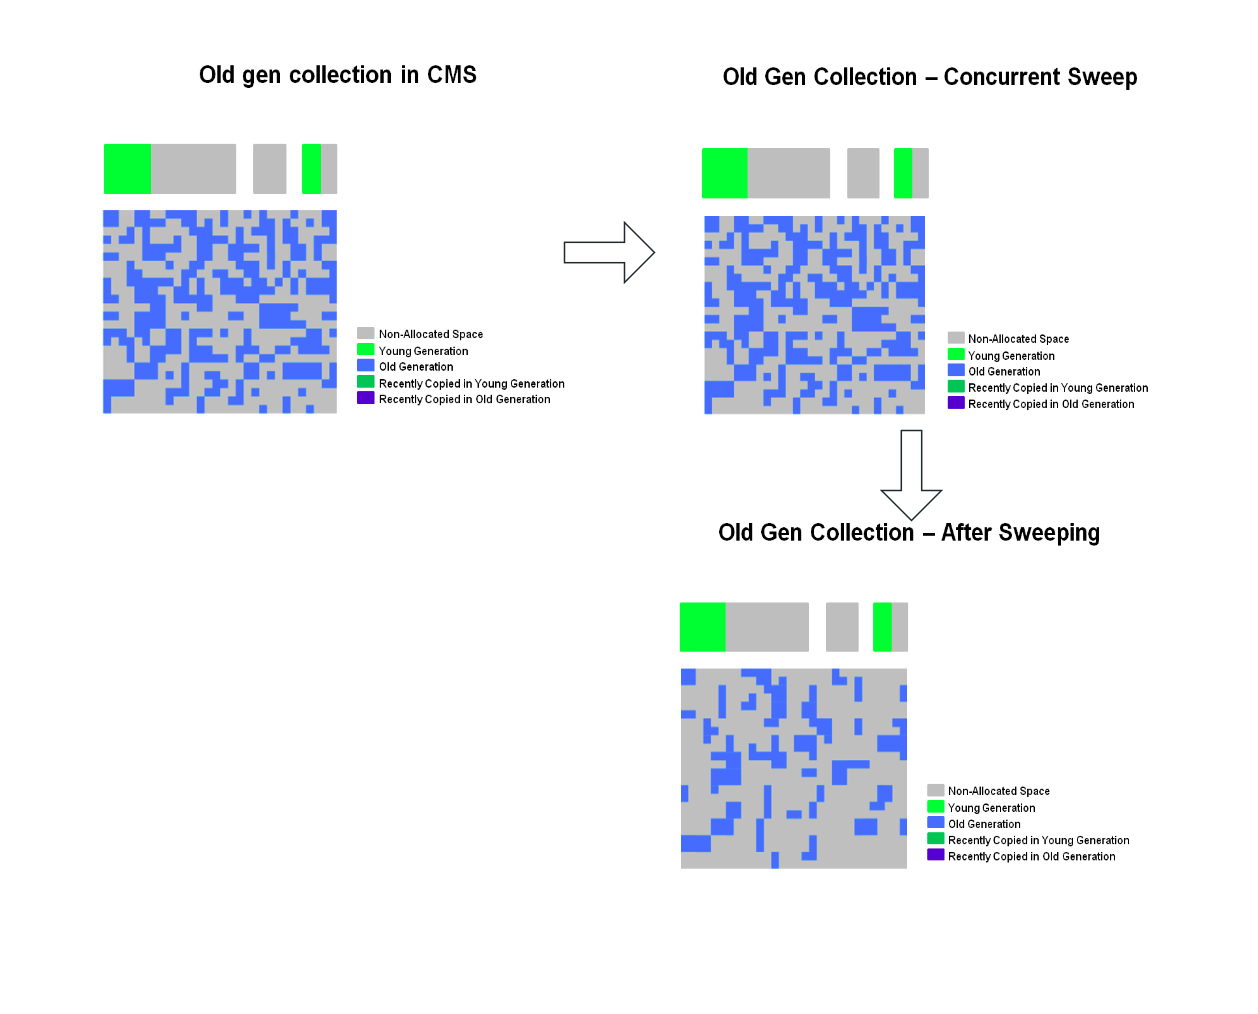 Old gen collection in CMS
Non-Allocated Space
Young Generation
Old Generation
Recently Copied in Young Generation
Recently Copied in Old Generation
Old Gen Collection – Concurrent Sweep
Non-Allocated Space
Young Generation
Old Generation
Recently Copied in Young Generation
Recently Copied in Old Generation
Old Gen Collection – After Sweeping
Non-Allocated Space
Young Generation
Old Generation
Recently Copied in Young Generation
Recently Copied in Old Generation